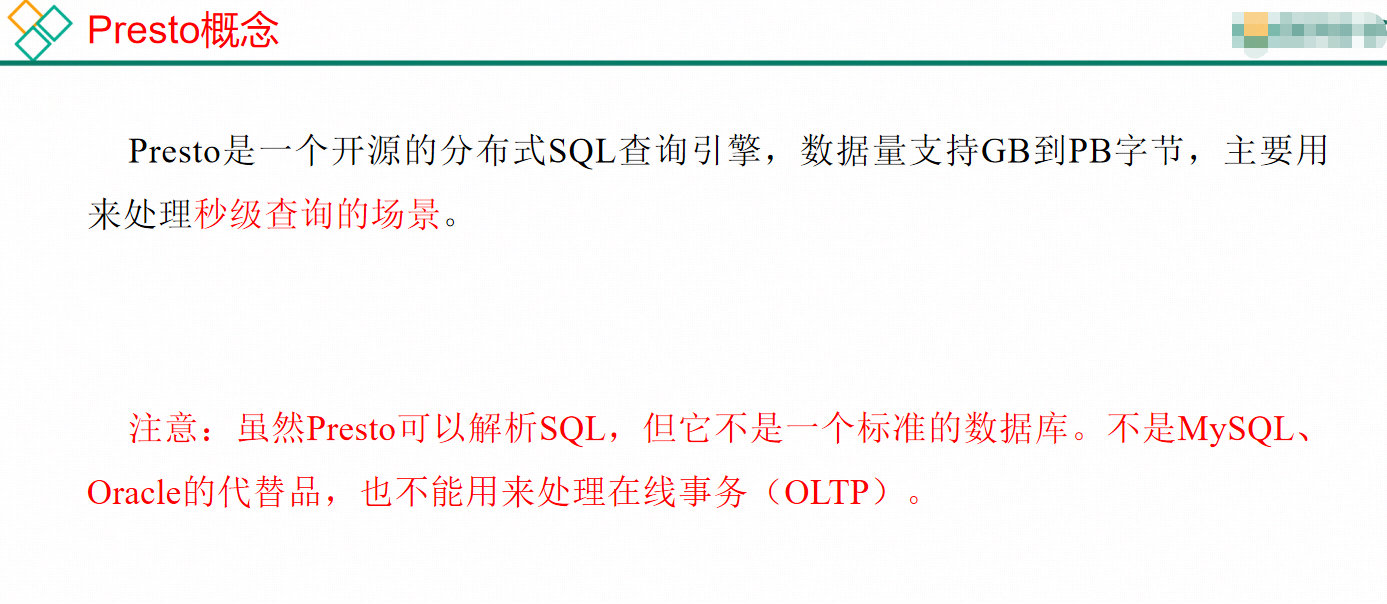 Presto概念
Presto是一个开源的分布式SQL查询引擎，数据量支持GB到PB字节，主要用
来处理秒级查询的场景。
注意：虽然Presto可以解析SQL，但它不是一个标准的数据库。不是MySQL、
Oracle的代替品，也不能用来处理在线事务（OLTP）。